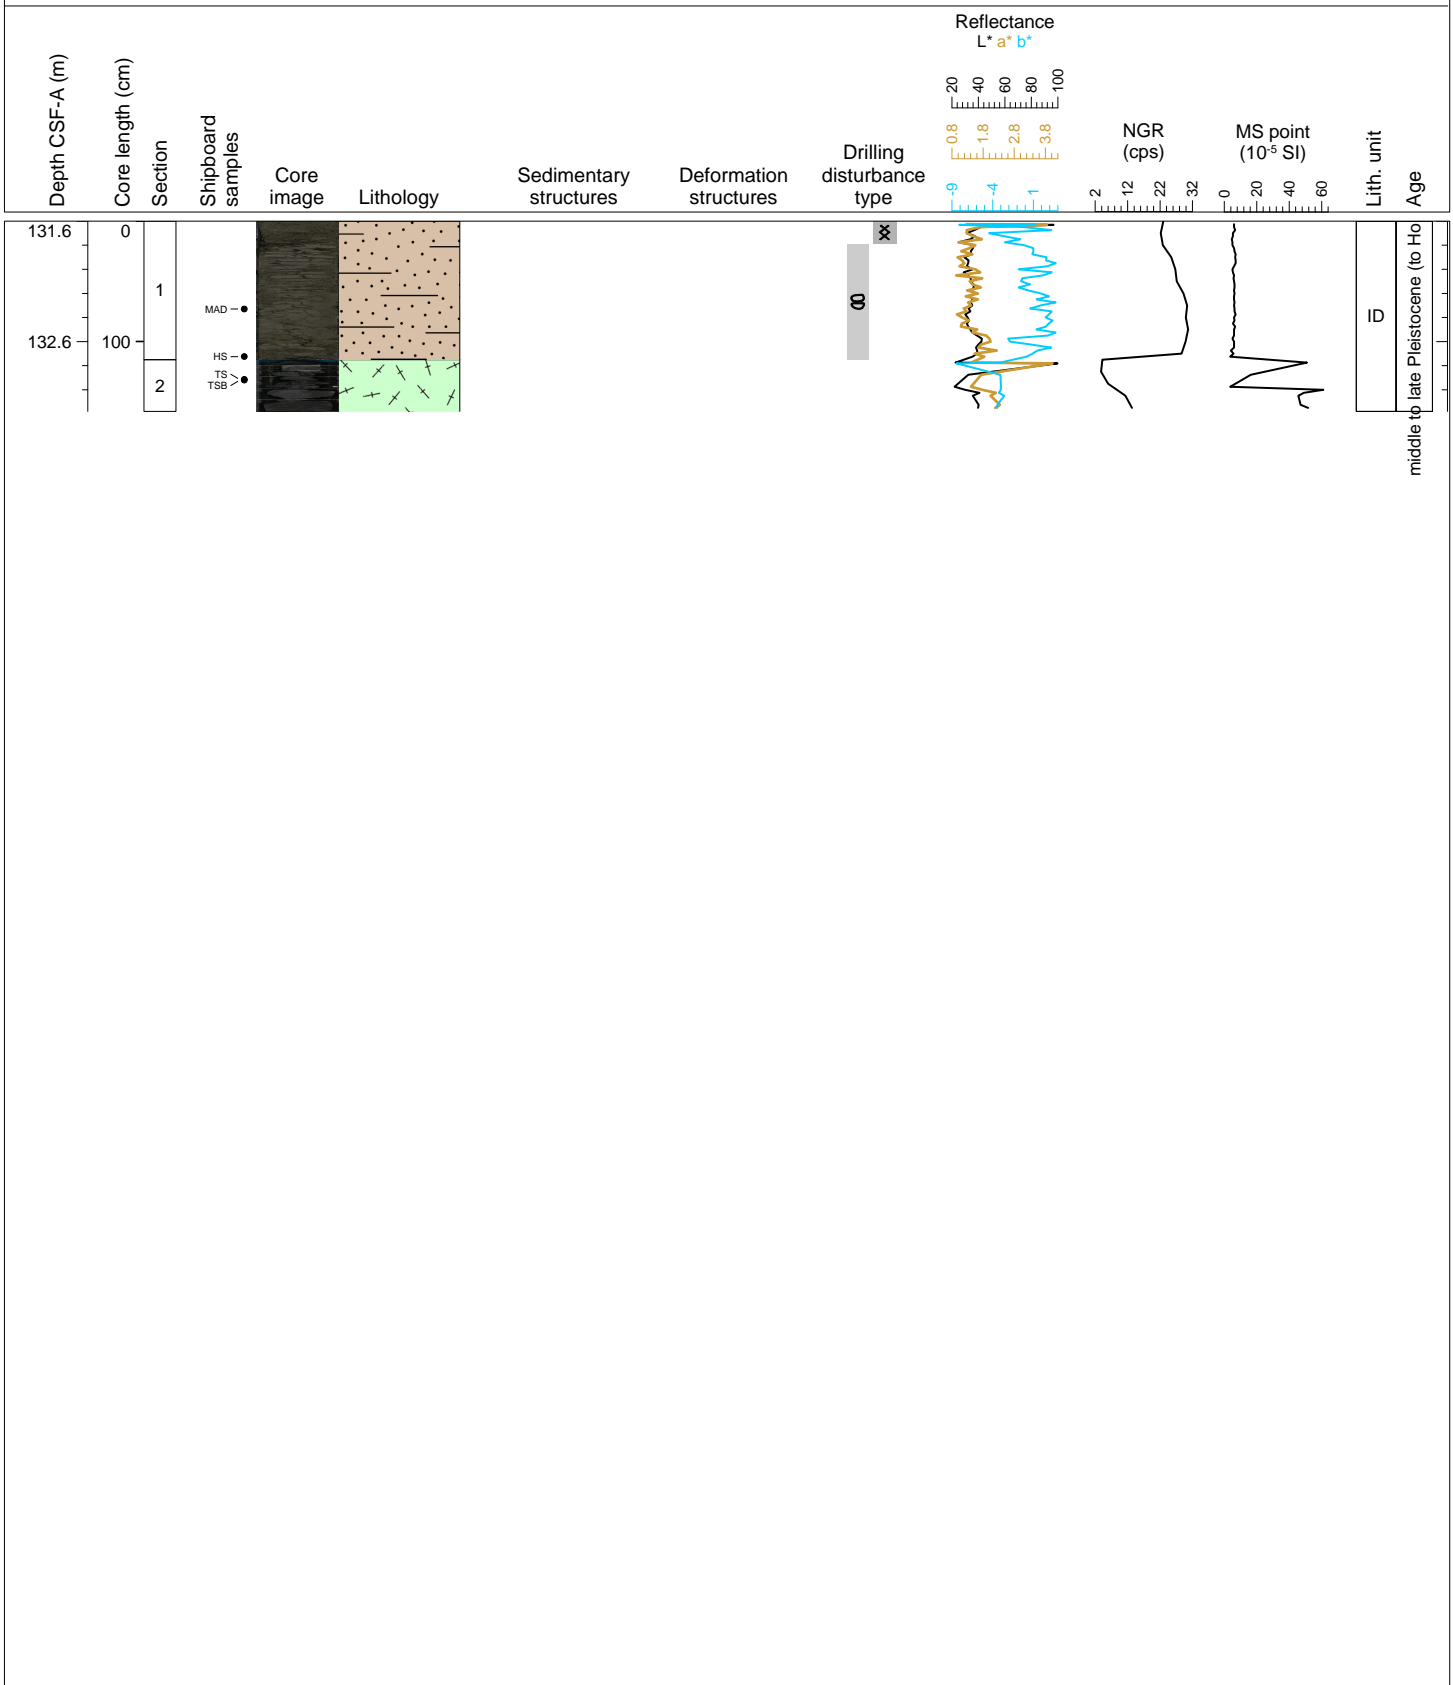 Reflectance
L* a* b*
20 40 60 80 100
0.8 1.8 2.8 3.8
-9 -4 1
Depth CSF-A (m)
Core length (cm)
Section
Shipboard
samples
Core
image
Lithology
Sedimentary
structures
Deformation
structures
Drilling
disturbance
type
NGR
(cps)
2 12 22 32
MS point
(10-5 SI)
0 20 40 60
Lith. unit
Age
131.6 0
1
MAD
132.6 100
HS
TS
TSB
2
ID
middle to late Pleistocene (to Ho